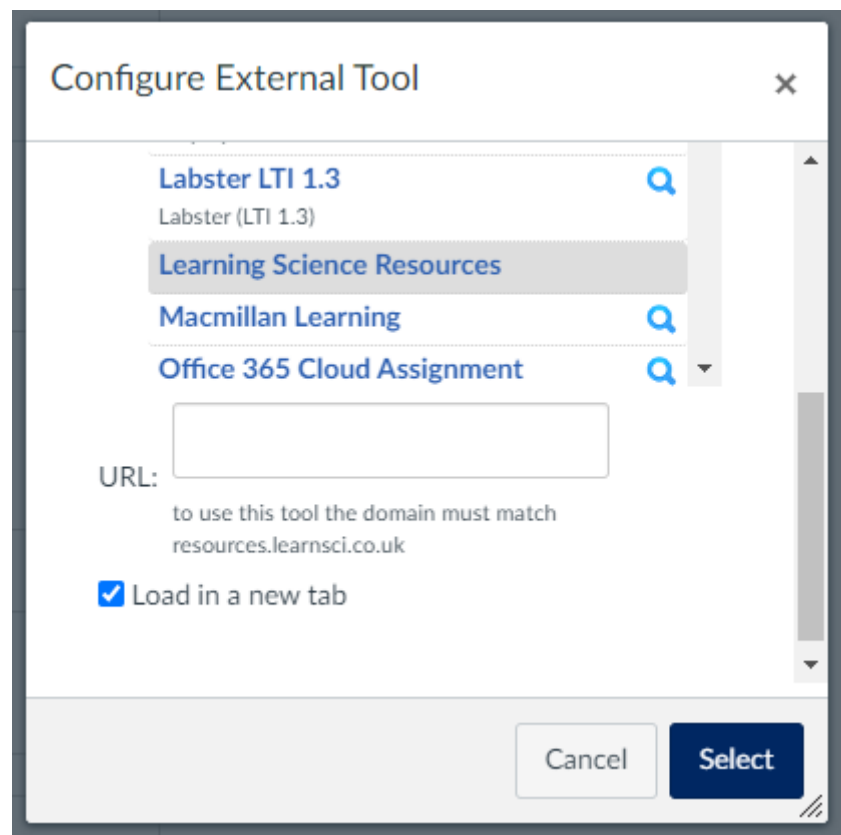 Configure External Tool
×
Labster LTI 1.3
Labster (LTI 1.3)
Learning Science Resources
Macmillan Learning
Office 365 Cloud Assignment
URL:
to use this tool the domain must match
resources.learnsci.co.uk
Load in a new tab
Cancel
Select